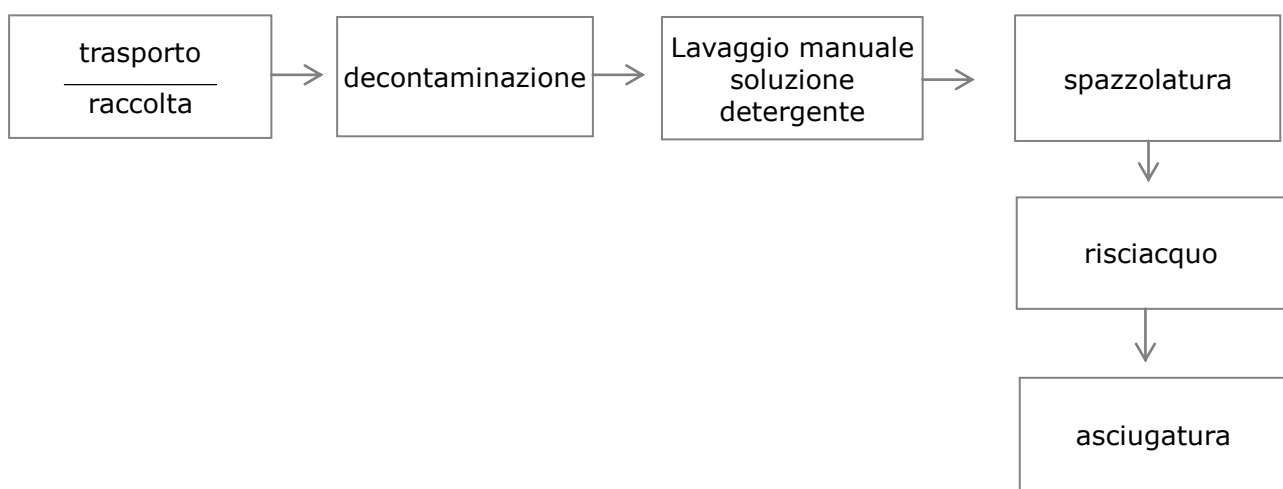 trasporto
raccolta
decontaminazione
Lavaggio manuale
soluzione
detergente
spazzolatura
risciacquo
asciugatura